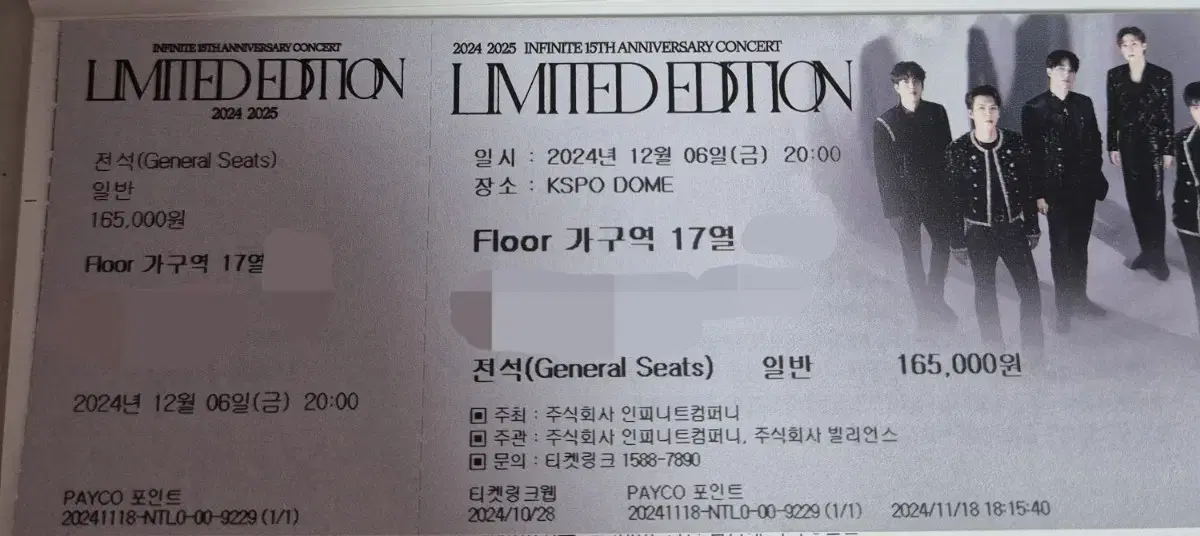 INFINITE 15TH ANNIVERSARY CONCERT
LIMITED EDITION
2024 2025
전석(General Seats)
일반
165,000원
Floor 가구역 17열
2024년 12월 06일(금) 20:00
PAYCO 포인트
20241118-NTL0-00-9229 (1/1)
2024 2025 INFINITE 15TH ANNIVERSARY CONCERT
LIMITED EDITION
일시 : 2024년 12월 06일(금) 20:00
장소 : KSPO DOME
Floor 가구역 17열
전석(General Seats) 일반 165,000원
▣ 주최 : 주식회사 인피니트컴퍼니
▣ 주관 : 주식회사 인피니트컴퍼니, 주식회사 빌리언스
▣ 문의 : 티켓링크 1588-7890
티켓링크웹 PAYCO 포인트
2024/10/28 20241118-NTL0-00-9229 (1/1) 2024/11/18 18:15:40